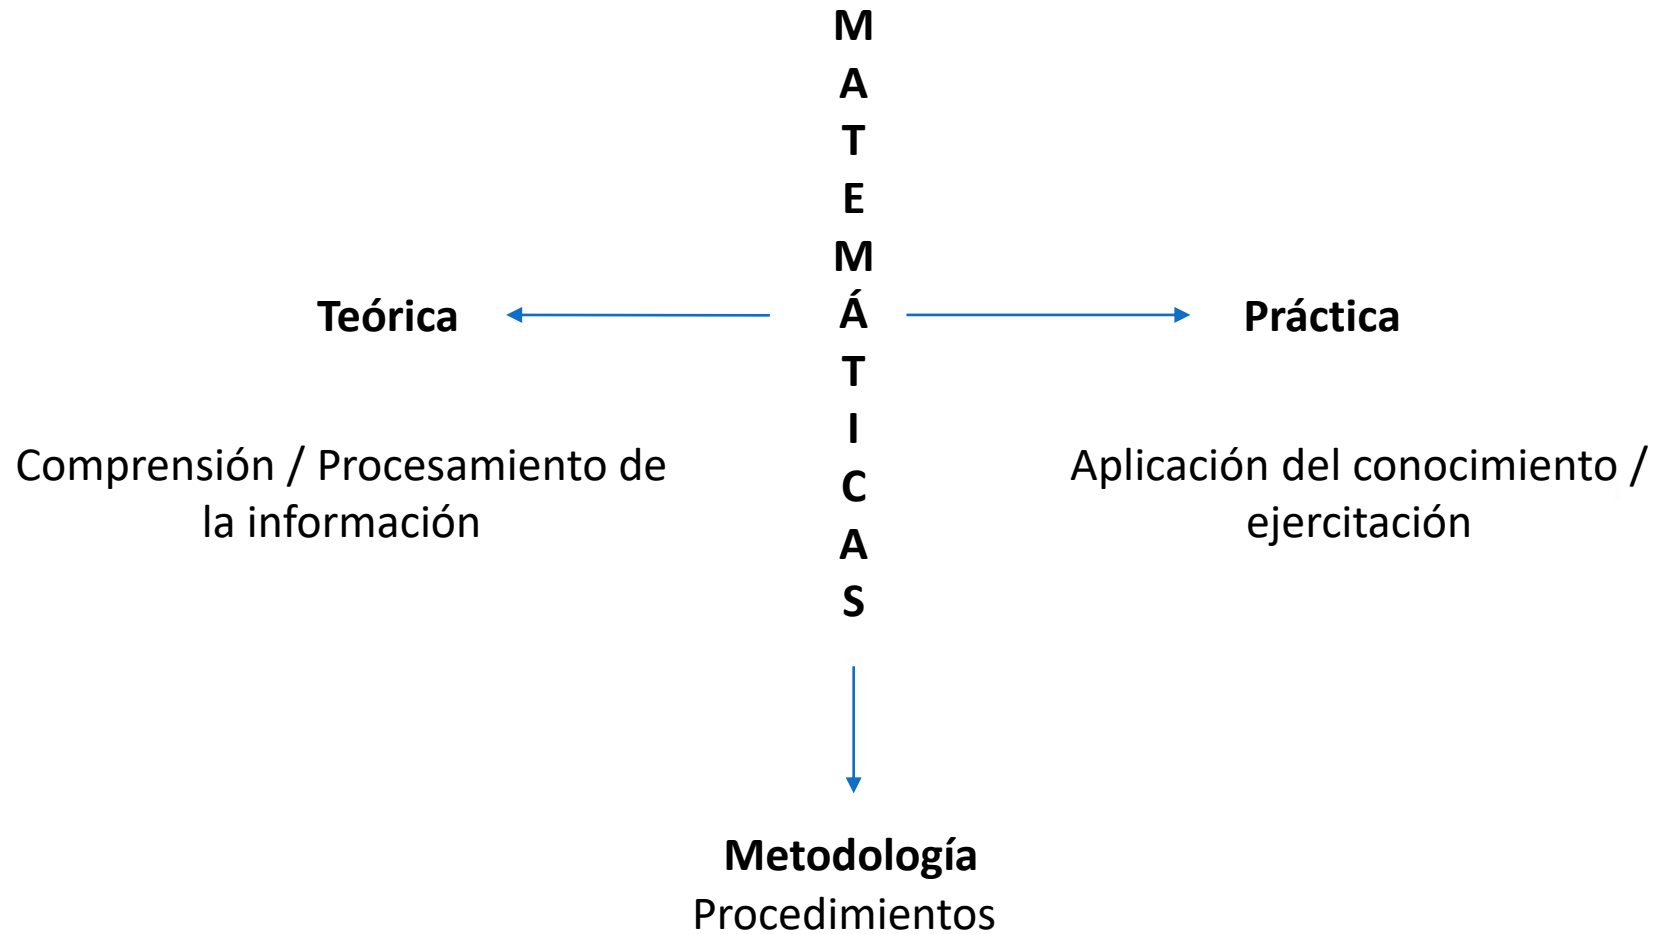 M
A
T
E
M
Á
T
I
C
A
S
Teórica
Práctica
Comprensión / Procesamiento de
la información
Aplicación del conocimiento /
ejercitación
Metodología
Procedimientos